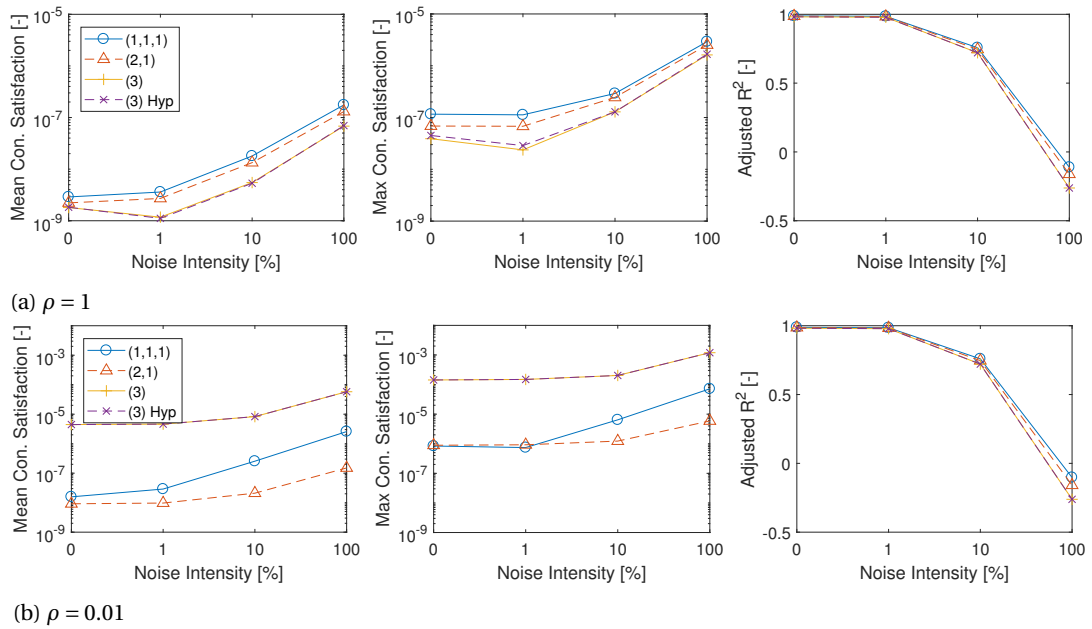 10^-5
10^-7
10^-9
Mean Con. Satisfaction [-]
(1,1,1)
(2,1)
(3)
(3) Hyp
0 1 10 100
Noise Intensity [%]
10^-5
10^-7
10^-9
Max Con. Satisfaction [-]
0 1 10 100
Noise Intensity [%]
1
0.5
0
-0.5
Adjusted R^2 [-]
0 1 10 100
Noise Intensity [%]
(a) ρ = 1
10^-3
10^-5
10^-7
10^-9
Mean Con. Satisfaction [-]
(1,1,1)
(2,1)
(3)
(3) Hyp
0 1 10 100
Noise Intensity [%]
10^-3
10^-5
10^-7
10^-9
Max Con. Satisfaction [-]
0 1 10 100
Noise Intensity [%]
1
0.5
0
-0.5
Adjusted R^2 [-]
0 1 10 100
Noise Intensity [%]
(b) ρ = 0.01